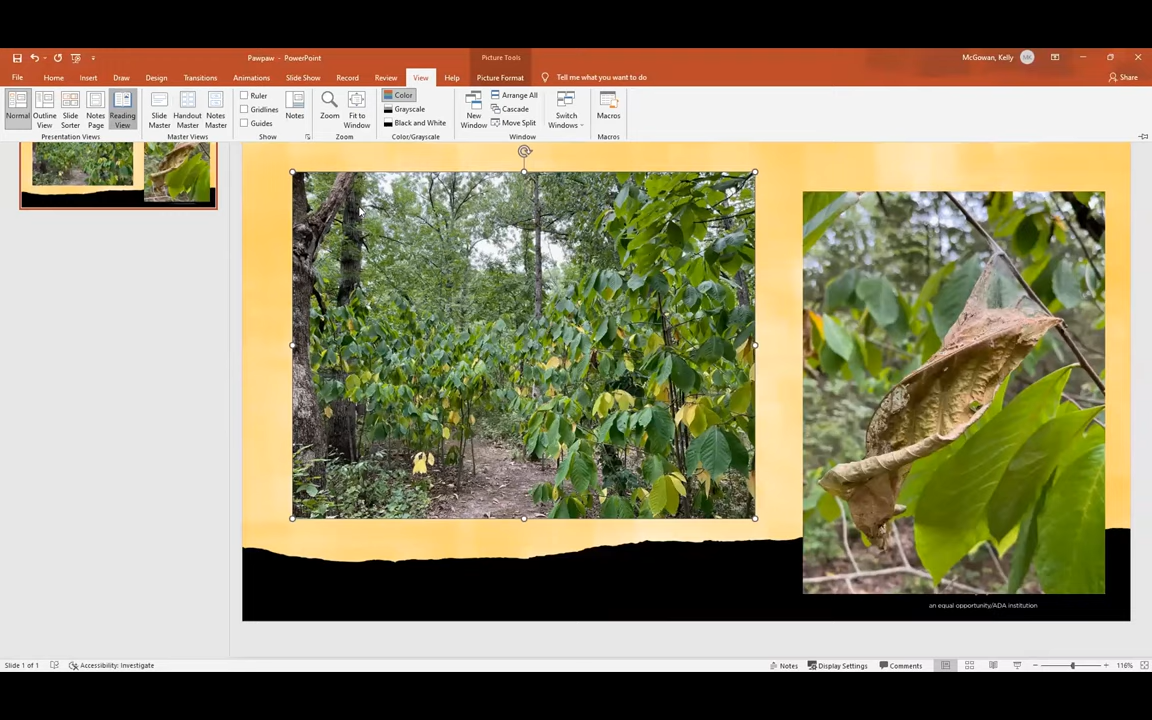 Pawpaw - PowerPoint
Picture Tools
McGowan, Kelly
MK
File
Home
Insert
Draw
Design
Transitions
Animations
Slide Show
Record
Review
View
Help
Picture Format
Tell me what you want to do
Share
Normal
Outline View
Slide Sorter
Notes Page
Reading View
Presentation Views
Slide Master
Handout Master
Notes Master
Master Views
Ruler
Gridlines
Guides
Show
Notes
Zoom
Fit to Window
Zoom
Color
Grayscale
Black and White
Color/Grayscale
New Window
Arrange All
Cascade
Move Split
Window
Switch Windows
Macros
Macros
an equal opportunity/ADA institution
Slide 1 of 1
Accessibility: Investigate
Notes
Display Settings
Comments
116%